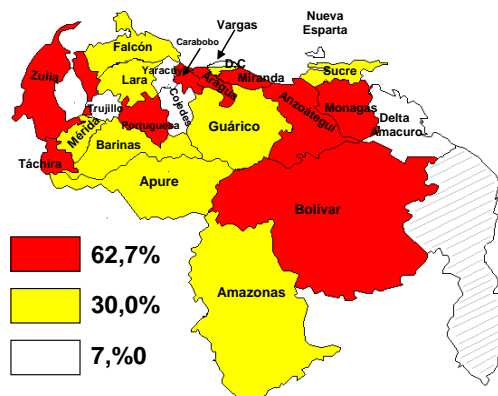 Nueva
Esparta
Vargas
Falcón
Carabobo
Zulia
Lara
Yaracuy
D.C
Aragua
Miranda
Sucre
Trujillo
Cojedes
Anzoátegui
Monagas
Delta
Amacuro
Mérida
Portuguesa
Guárico
Barinas
Táchira
Apure
Bolívar
62,7%
Amazonas
30,0%
7,%0